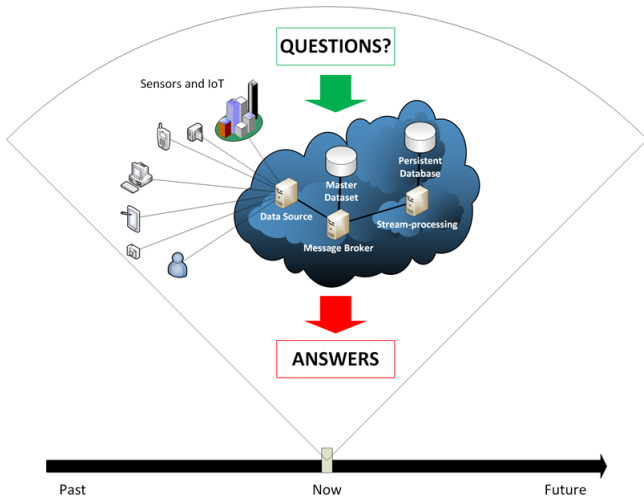 QUESTIONS?
Sensors and IoT
Persistent
Database
Master
Dataset
Data Source
Stream-processing
Message Broker
ANSWERS
Past
Now
Future